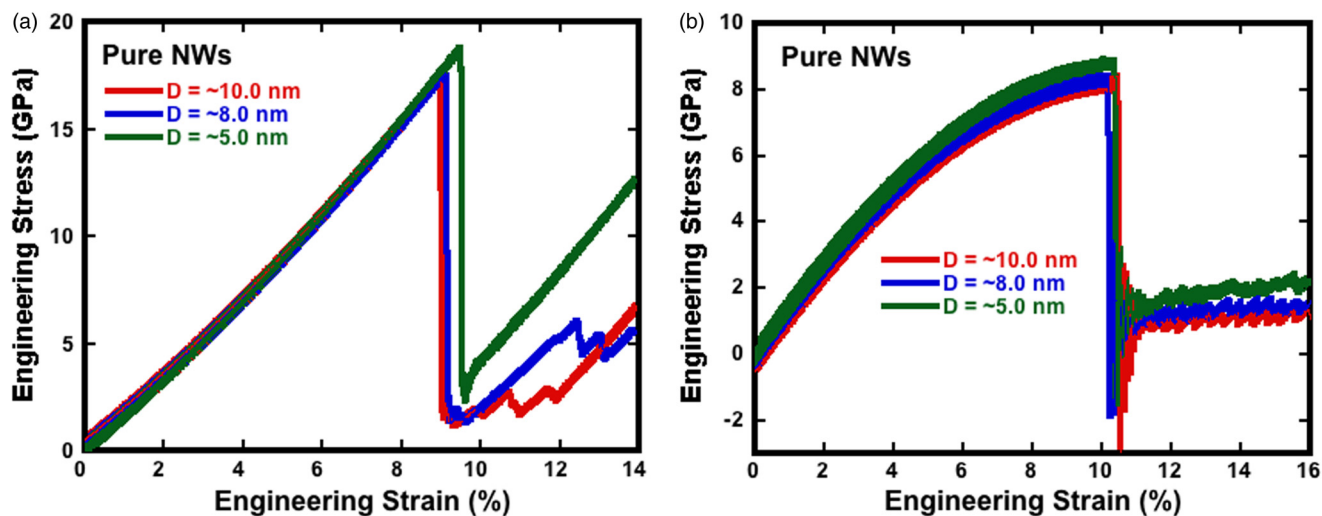 (a)
20
15
10
5
0
Engineering Stress (GPa)
Pure NWs
D = ~10.0 nm
D = ~8.0 nm
D = ~5.0 nm
0 2 4 6 8 10 12 14
Engineering Strain (%)
(b)
10
8
6
4
2
0
-2
Engineering Stress (GPa)
Pure NWs
D = ~10.0 nm
D = ~8.0 nm
D = ~5.0 nm
0 2 4 6 8 10 12 14 16
Engineering Strain (%)